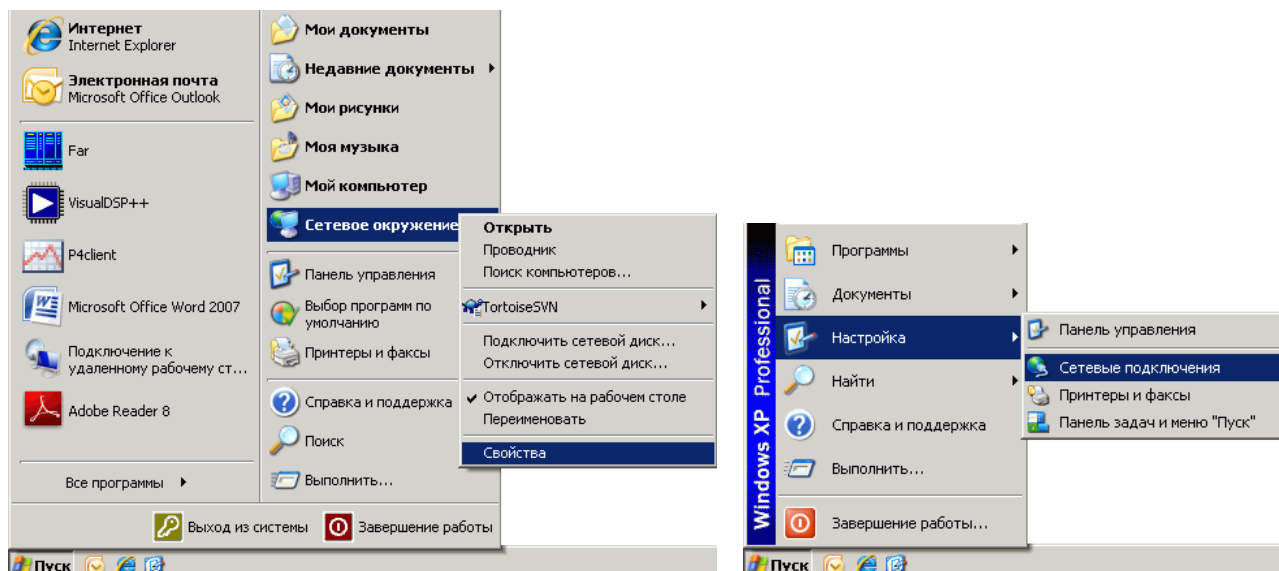 Интернет
Internet Explorer
Электронная почта
Microsoft Office Outlook
Far
VisualDSP++
P4client
Microsoft Office Word 2007
Подключение к
удаленному рабочему ст...
Adobe Reader 8
Все программы
Мои документы
Недавние документы
Мои рисунки
Моя музыка
Мой компьютер
Сетевое окружение
Панель управления
Выбор программ по
умолчанию
Принтеры и факсы
Справка и поддержка
Поиск
Выполнить...
Выход из системы
Завершение работы
Пуск
Открыть
Проводник
Поиск компьютеров...
TortoiseSVN
Подключить сетевой диск...
Отключить сетевой диск...
Отображать на рабочем столе
Переименовать
Свойства
Windows XP Professional
Программы
Документы
Настройка
Найти
Справка и поддержка
Выполнить...
Завершение работы...
Панель управления
Сетевые подключения
Принтеры и факсы
Панель задач и меню "Пуск"
Пуск